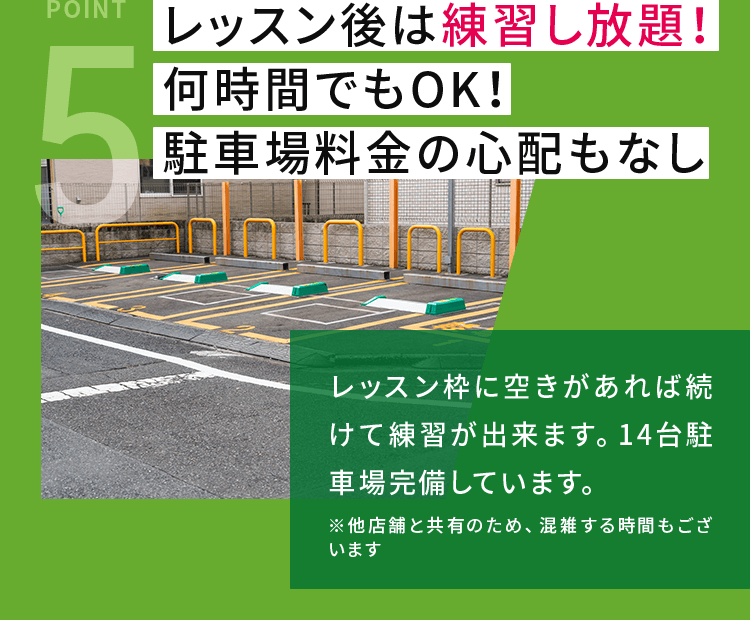 POINT
5
レッスン後は練習し放題！
何時間でもOK！
駐車場料金の心配もなし
レッスン枠に空きがあれば続
けて練習が出来ます。14台駐
車場完備しています。
※他店舗と共有のため、混雑する時間もござ
います